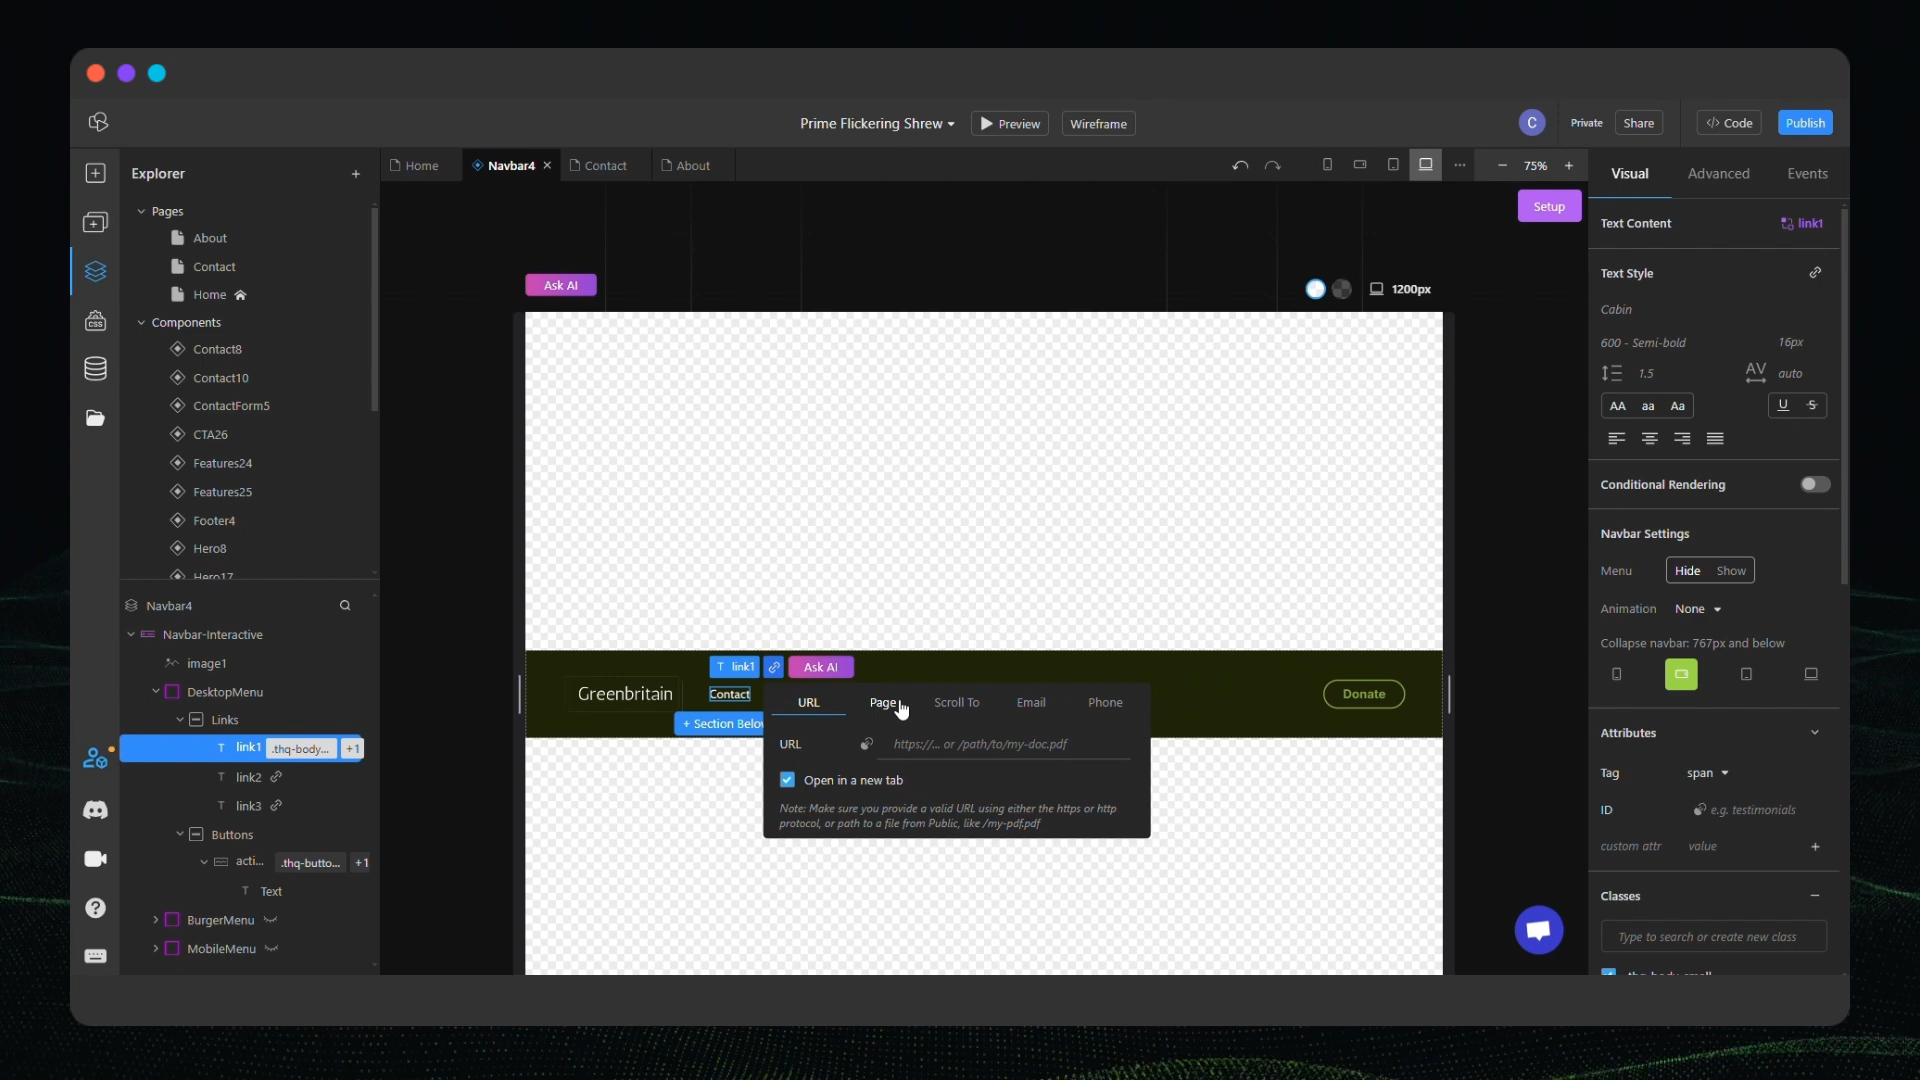 Prime Flickering Shrew
Preview
Wireframe
C
Private
Share
</> Code
Publish
Explorer
+
Home
Navbar4
Contact
About
75%
Visual
Advanced
Events
Setup
Pages
About
Contact
Home
Components
Contact8
Contact10
ContactForm5
CTA26
Features24
Features25
Footer4
Hero8
Hero17
CSS
Navbar4
Navbar-Interactive
image1
DesktopMenu
Links
T link1 .thq-body... +1
T link2
T link3
Buttons
acti... .thq-butto... +1
T Text
BurgerMenu
MobileMenu
Ask AI
1200px
T link1
Ask AI
Greenbritain
Contact
Donate
+ Section Below
URL
Page
Scroll To
Email
Phone
URL
https://... or /path/to/my-doc.pdf
Open in a new tab
Note: Make sure you provide a valid URL using either the https or http
protocol, or path to a file from Public, like /my-pdf.pdf
Text Content
link1
Text Style
Cabin
600 - Semi-bold
16px
1.5
AV
auto
AA aa Aa
U S
Conditional Rendering
Navbar Settings
Menu
Hide Show
Animation
None
Collapse navbar: 767px and below
Attributes
Tag
span
ID
e.g. testimonials
custom attr
value
+
Classes
Type to search or create new class